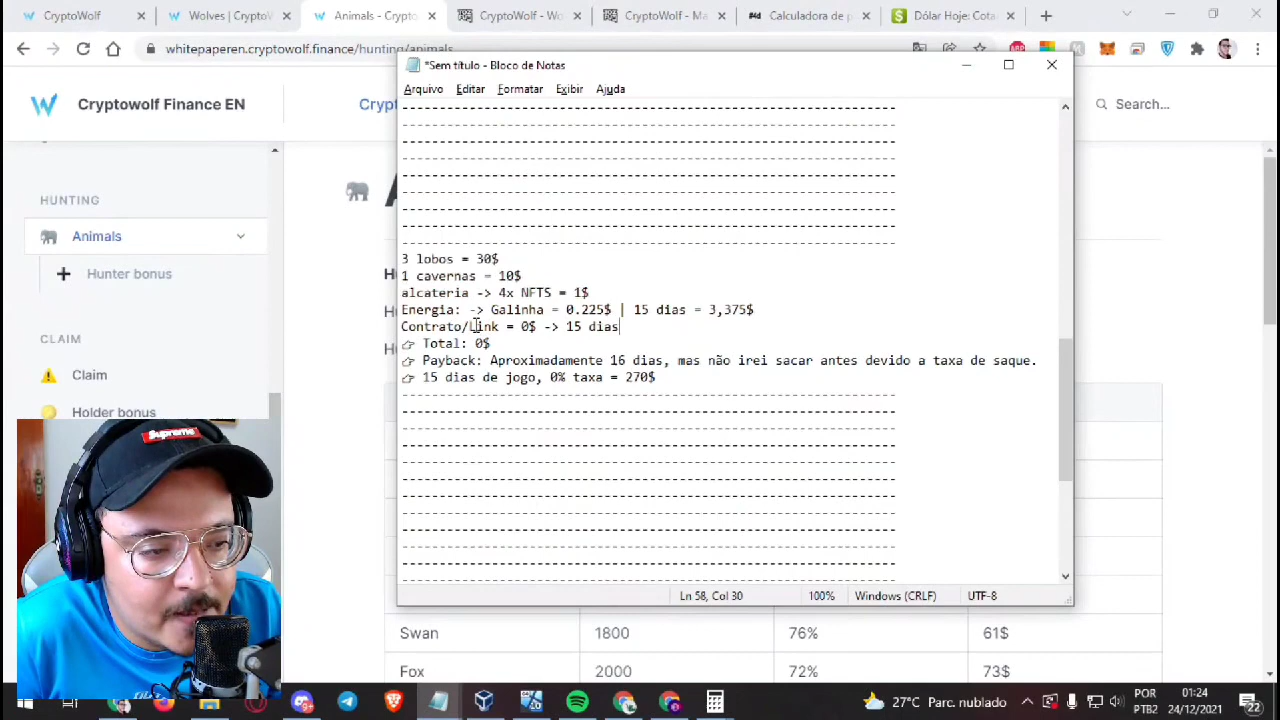 CryptoWolf
Wolves | CryptoV
Animals - Crypto
CryptoWolf - Wo
CryptoWolf - Ma
Calculadora de p
Dólar Hoje: Cota
whitepaperen.cryptowolf.finance/hunting/animals
*Sem título - Bloco de Notas
Arquivo Editar Formatar Exibir Ajuda
Cryptowolf Finance EN
Crypt
Search...
HUNTING
Animals
Hunter bonus
CLAIM
Claim
Holder bonus
3 lobos = 30$
1 cavernas = 10$
alcateria -> 4x NFTS = 1$
Energia: -> Galinha = 0.225$ | 15 dias = 3,375$
Contrato/Link = 0$ -> 15 dias
👉 Total: 0$
👉 Payback: Aproximadamente 16 dias, mas não irei sacar antes devido a taxa de saque.
👉 15 dias de jogo, 0% taxa = 270$
Ln 58, Col 30
100%
Windows (CRLF)
UTF-8
Swan 1800 76% 61$
Fox 2000 72% 73$
Supreme
27°C Parc. nublado
POR
PTB2
01:24
24/12/2021
22